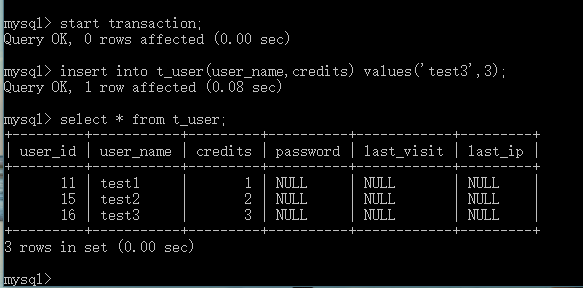 mysql> start transaction;
Query OK, 0 rows affected (0.00 sec)
mysql> insert into t_user(user_name,credits) values('test3',3);
Query OK, 1 row affected (0.08 sec)
mysql> select * from t_user;
+---------+-----------+---------+----------+------------+---------+
| user_id | user_name | credits | password | last_visit | last_ip |
+---------+-----------+---------+----------+------------+---------+
| 11 | test1 | 1 | NULL | NULL | NULL |
| 15 | test2 | 2 | NULL | NULL | NULL |
| 16 | test3 | 3 | NULL | NULL | NULL |
+---------+-----------+---------+----------+------------+---------+
3 rows in set (0.00 sec)
mysql>